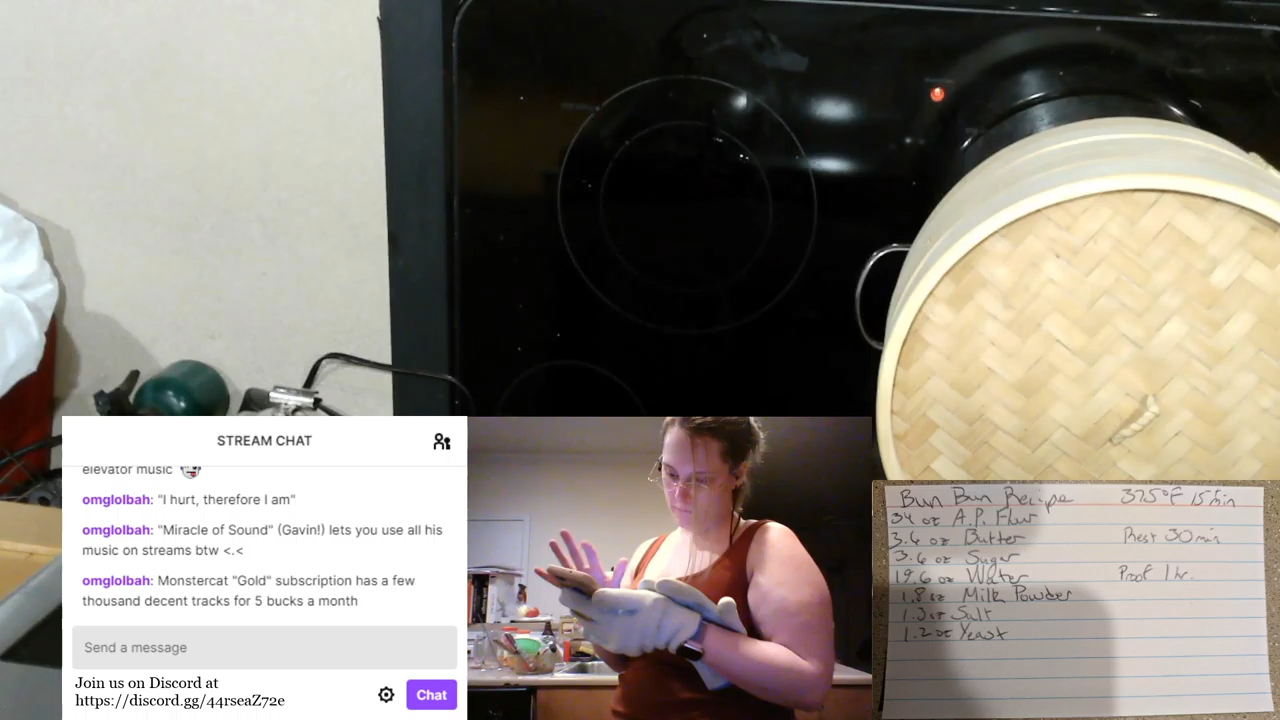 STREAM CHAT
elevator music
omglolbah: "I hurt, therefore I am"
omglolbah: "Miracle of Sound" (Gavin!) lets you use all his
music on streams btw <.<
omglolbah: Monstercat "Gold" subscription has a few
thousand decent tracks for 5 bucks a month
Send a message
Join us on Discord at
https://discord.gg/44rseaZ72e
Chat
Bun Bun Recipe 375°F 15 min
34 oz A.P. Flur
3.6 oz Butter Rest 30 min
3.6 oz Sugar
19.6 oz Water Proof 1 hr.
1.8 oz Milk Powder
oz Salt
1.2 oz Yeast